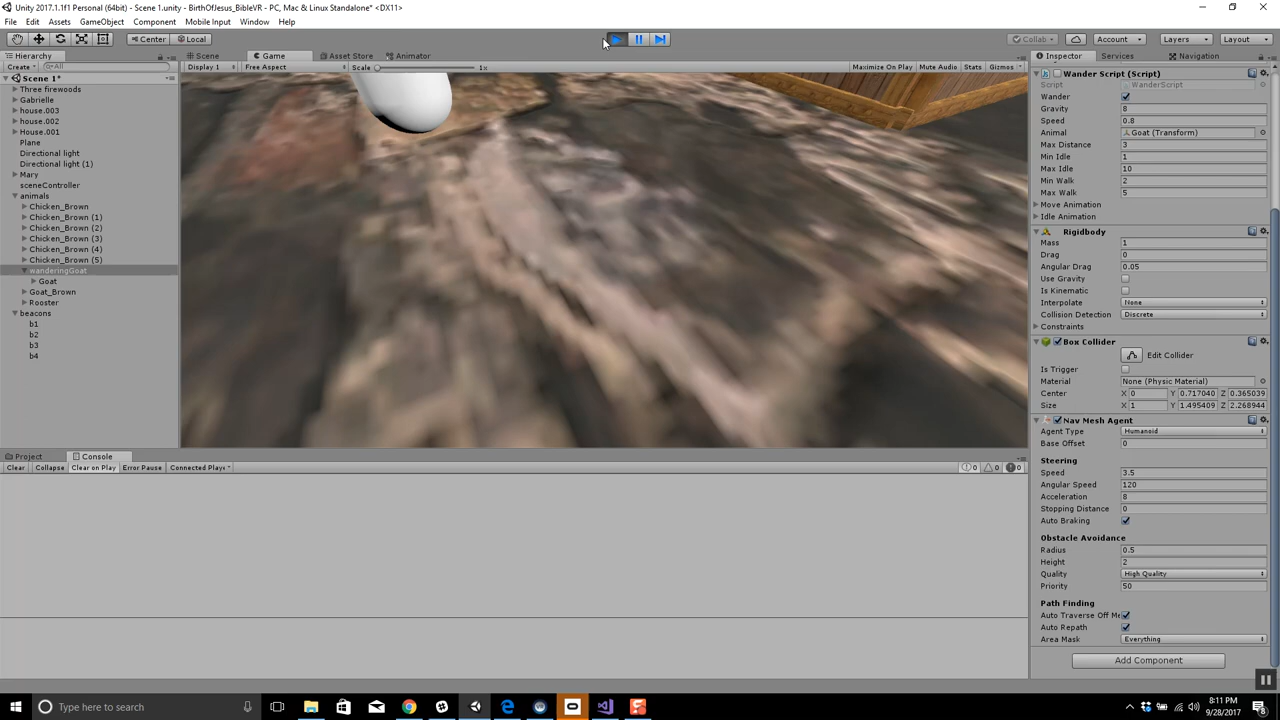 Unity 2017.1.1f1 Personal (64bit) - Scene 1.unity - BirthOfJesus_BibleVR - PC, Mac & Linux Standalone* <DX11>
File Edit Assets GameObject Component Mobile Input Window Help
Center Local Collab Account Layers Layout
Hierarchy
Create All
Scene 1*
Three firewoods
Gabrielle
house.003
house.002
House.001
Plane
Directional light
Directional light (1)
Mary
sceneController
animals
Chicken_Brown
Chicken_Brown (1)
Chicken_Brown (2)
Chicken_Brown (3)
Chicken_Brown (4)
Chicken_Brown (5)
wanderingGoat
Goat
Goat_Brown
Rooster
beacons
b1
b2
b3
b4
Scene Game Asset Store Animator
Display 1 Free Aspect Scale 1x Maximize On Play Mute Audio Stats Gizmos
Project Console
Clear Collapse Clear on Play Error Pause Connected Playe 0 0 0
Inspector Services Navigation
Wander Script (Script)
Script WanderScript
Wander
Gravity 8
Speed 0.8
Animal Goat (Transform)
Max Distance 3
Min Idle 1
Max Idle 10
Min Walk 2
Max Walk 5
Move Animation
Idle Animation
Rigidbody
Mass 1
Drag 0
Angular Drag 0.05
Use Gravity
Is Kinematic
Interpolate None
Collision Detection Discrete
Constraints
Box Collider
Edit Collider
Is Trigger
Material None (Physic Material)
Center X 0 Y 0.717040 Z 0.365039
Size X 1 Y 1.495409 Z 2.268944
Nav Mesh Agent
Agent Type Humanoid
Base Offset 0
Steering
Speed 3.5
Angular Speed 120
Acceleration 8
Stopping Distance 0
Auto Braking
Obstacle Avoidance
Radius 0.5
Height 2
Quality High Quality
Priority 50
Path Finding
Auto Traverse Off Me
Auto Repath
Area Mask Everything
Add Component
Type here to search
8:11 PM
9/28/2017